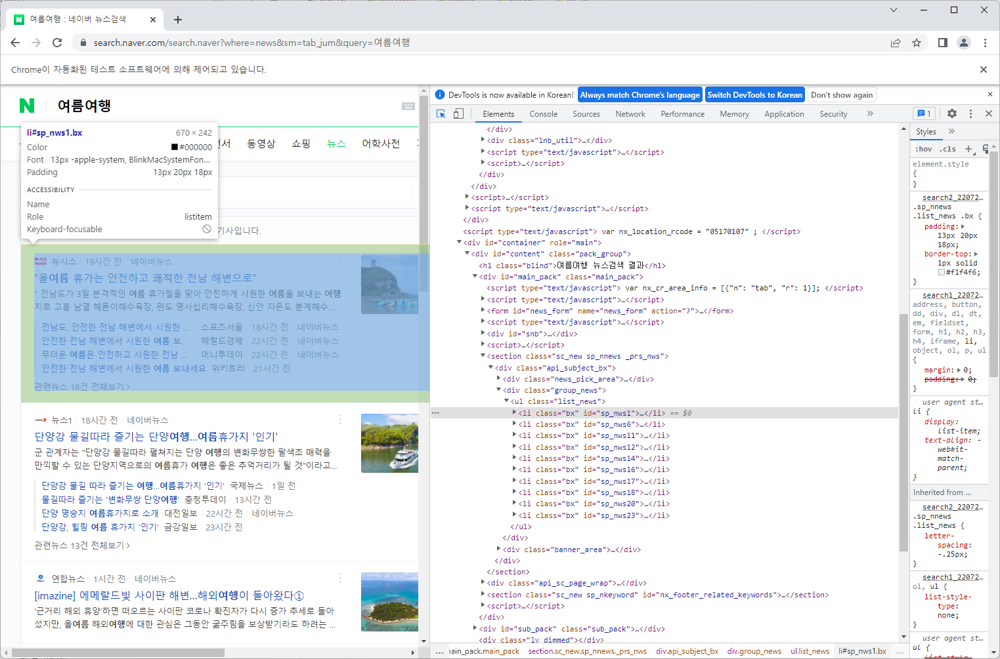 여름여행 : 네이버 뉴스검색
search.naver.com/search.naver?where=news&sm=tab_jum&query=여름여행
Chrome이 자동화된 테스트 소프트웨어에 의해 제어되고 있습니다.
N 여름여행
동영상 쇼핑 뉴스 어학사전
li#sp_nws1.bx 670 × 242
Color #000000
Font 13px -apple-system, BlinkMacSystemFon...
Padding 13px 20px 18px
ACCESSIBILITY
Name
Role listitem
Keyboard-focusable
기사입니다.
뉴시스 19시간 전 네이버뉴스
"올여름 휴가는 안전하고 쾌적한 전남 해변으로"
" 전남도가 3일 본격적인 여름 휴가철을 맞아 안전하게 시원한 여름을 보내는 여행
지로 고흥 남열 해돋이해수욕장, 완도 명사십리해수욕장, 신안 자은도 분계해수...
전남도, 안전한 전남 해변에서 시원한 ... 스포츠서울 18시간 전 네이버뉴스
안전한 전남 해변에서 시원한 여름 보... 헤럴드경제 22시간 전 네이버뉴스
무더운 여름은 안전하고 시원한 전남 ... 머니투데이 22시간 전 네이버뉴스
안전한 전남 해변에서 시원한 여름 보내세요 위키트리 21시간 전
관련뉴스 16건 전체보기 >
뉴스1 18시간 전 네이버뉴스
단양강 물길따라 즐기는 단양여행...여름휴가지 '인기'
군 관계자는 "단양강 물길따라 펼쳐지는 단양 여행의 변화무쌍한 팔색조 매력을
만끽할 수 있는 단양지역으로의 여름휴가 여행은 좋은 추억거리가 될 것"이라고...
단양강 물길 따라 즐기는 여행...여름휴가지 '인기' 국제뉴스 1일 전
물길따라 즐기는 '변화무쌍 단양여행' 충청투데이 13시간 전
단양 명승지 여름휴가지로 소개 대전일보 22시간 전 네이버뉴스
단양강, 힐링 여름 휴가지 '인기' 금강일보 23시간 전
관련뉴스 13건 전체보기 >
연합뉴스 1시간 전 네이버뉴스
[imazine] 에메랄드빛 사이판 해변...해외여행이 돌아왔다①
'근거리 해외 휴양'하면 떠오르는 사이판 코로나 확진자가 다시 증가 추세로 돌아
섰지만, 올여름 해외여행에 대한 관심은 그동안 굶주림을 보상받기라도 하려는 ...
DevTools is now available in Korean! Always match Chrome's language Switch DevTools to Korean Don't show again
Elements Console Sources Network Performance Memory Application Security » 1
</div>
<div class="lnb_util">…</div>
<script type="text/javascript">…</script>
<script>…</script>
</div>
</div>
<script>…</script>
<script type="text/javascript">…</script>
</div>
<script type="text/javascript"> var nx_location_rcode = "05170107" ; </script>
<div id="container" role="main">
<div id="content" class="pack_group">
<h1 class="blind">여름여행 뉴스검색 결과</h1>
<div id="main_pack" class="main_pack">
<script type="text/javascript"> var nx_cr_area_info = [{"n": "tab", "r": 1}]; </script>
<script type="text/javascript">…</script>
<form id="news_form" name="news_form" action="?">…</form>
<script type="text/javascript">…</script>
<div id="snb">…</div>
<script>…</script>
<section class="sc_new sp_nnews _prs_nws">
<div class="api_subject_bx">
<div class="news_pick_area">…</div>
<div class="group_news">
<ul class="list_news">
… <li class="bx" id="sp_nws1">…</li> == $0
<li class="bx" id="sp_nws6">…</li>
<li class="bx" id="sp_nws11">…</li>
<li class="bx" id="sp_nws12">…</li>
<li class="bx" id="sp_nws14">…</li>
<li class="bx" id="sp_nws16">…</li>
<li class="bx" id="sp_nws17">…</li>
<li class="bx" id="sp_nws18">…</li>
<li class="bx" id="sp_nws20">…</li>
<li class="bx" id="sp_nws23">…</li>
</ul>
</div>
<div class="banner_area">…</div>
</div>
</section>
<div class="api_sc_page_wrap">…</div>
<section class="sc_new sp_nkeyword" id="nx_footer_related_keywords">…</section>
<script>…</script>
</div>
<div id="sub_pack" class="sub_pack">…</div>
<div class="ly_dimmed"></div>
... main_pack.main_pack section.sc_new.sp_nnews._prs_nws div.api_subject_bx div.group_news ul.list_news li#sp_nws1.bx ...
Styles »
:hov .cls +
element.style
{
}
search2_22072...
.sp_nnews
.list_news .bx {
padding:
13px 20px
18px;
border-top:
1px solid
#f1f4f6;
}
search1_22072...
address, button,
dd, div, dl, dt,
em, fieldset,
form, h1, h2, h3,
h4, iframe, li,
object, ol, p, ul
{
margin: 0;
padding: 0;
}
user agent st...
li {
display:
list-item;
text-align: -
webkit-
match-
parent;
}
Inherited from ...
search2_22072...
.sp_nnews
.list_news {
letter-
spacing:
-.25px;
}
search1_22072...
ol, ul {
list-style-
type:
none;
}
user agent st...
ul {